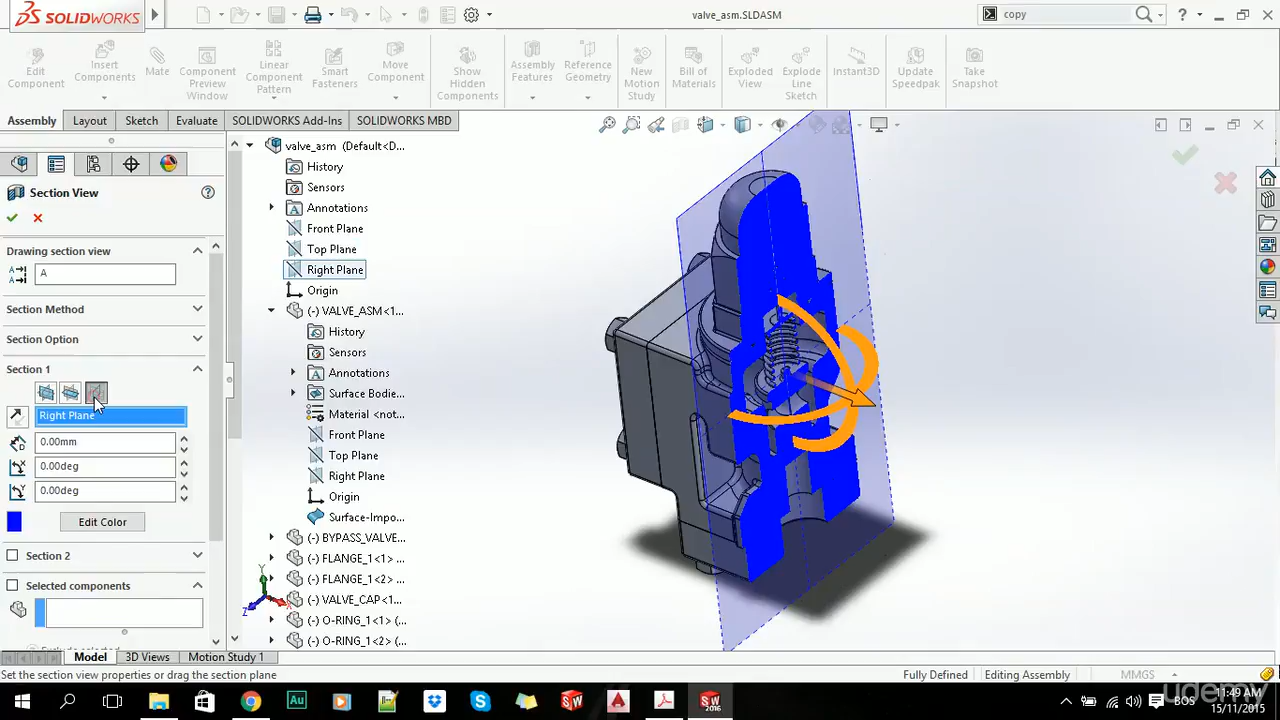 SOLIDWORKS
valve_asm.SLDASM
copy
Edit Component
Insert Components
Mate
Component Preview Window
Linear Component Pattern
Smart Fasteners
Move Component
Show Hidden Components
Assembly Features
Reference Geometry
New Motion Study
Bill of Materials
Exploded View
Explode Line Sketch
Instant3D
Update Speedpak
Take Snapshot
Assembly
Layout
Sketch
Evaluate
SOLIDWORKS Add-Ins
SOLIDWORKS MBD
Section View
Drawing section view
A
Section Method
Section Option
Section 1
Right Plane
0.00mm
0.00deg
0.00deg
Edit Color
Section 2
Selected components
valve_asm (Default<D...
History
Sensors
Annotations
Front Plane
Top Plane
Right Plane
Origin
(-) VALVE_ASM<1...
History
Sensors
Annotations
Surface Bodie...
Material <not...
Front Plane
Top Plane
Right Plane
Origin
Surface-Impo...
(-) BYPASS_VALVE...
(-) FLANGE_1<1> (...
(-) FLANGE_1<2> (...
(-) VALVE_CAP<1...
(-) O-RING_1<1> (...
(-) O-RING_1<2> (...
Y
Z
Model
3D Views
Motion Study 1
Set the section view properties or drag the section plane
Fully Defined
Editing Assembly
MMGS
udemy
BOS
11:49 AM
15/11/2015
Au
SW
2016